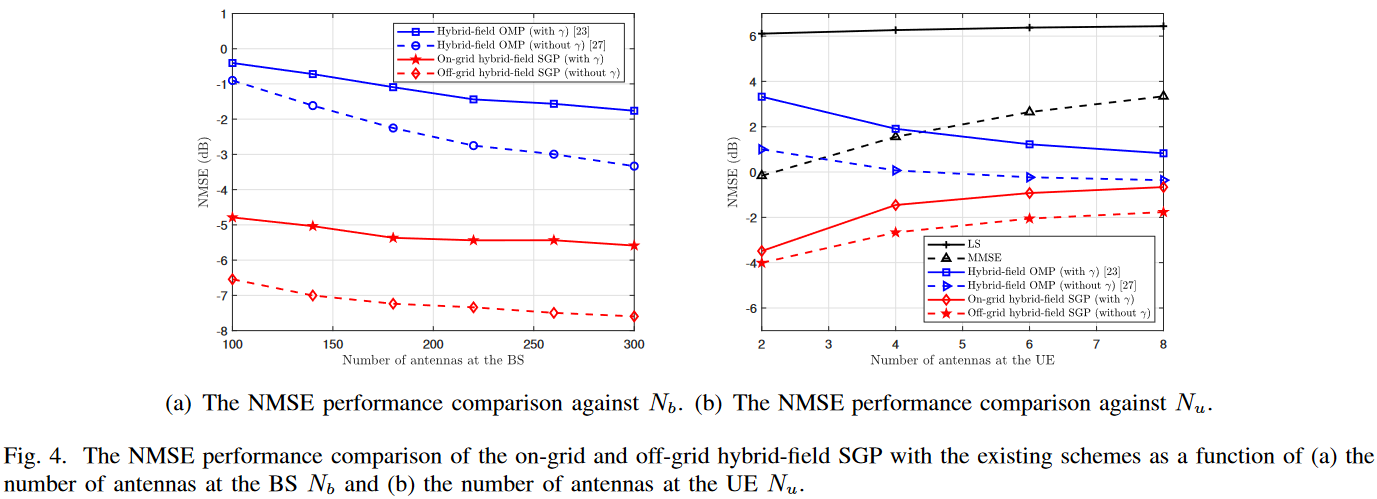 1
0
-1
-2
-3
-4
-5
-6
-7
-8
NMSE (dB)
100 150 200 250 300
Number of antennas at the BS
Hybrid-field OMP (with γ) [23]
Hybrid-field OMP (without γ) [27]
On-grid hybrid-field SGP (with γ)
Off-grid hybrid-field SGP (without γ)
6
4
2
0
-2
-4
-6
NMSE (dB)
2 3 4 5 6 7 8
Number of antennas at the UE
LS
MMSE
Hybrid-field OMP (with γ) [23]
Hybrid-field OMP (without γ) [27]
On-grid hybrid-field SGP (with γ)
Off-grid hybrid-field SGP (without γ)
(a) The NMSE performance comparison against N_b. (b) The NMSE performance comparison against N_u.
Fig. 4. The NMSE performance comparison of the on-grid and off-grid hybrid-field SGP with the existing schemes as a function of (a) the
number of antennas at the BS N_b and (b) the number of antennas at the UE N_u.